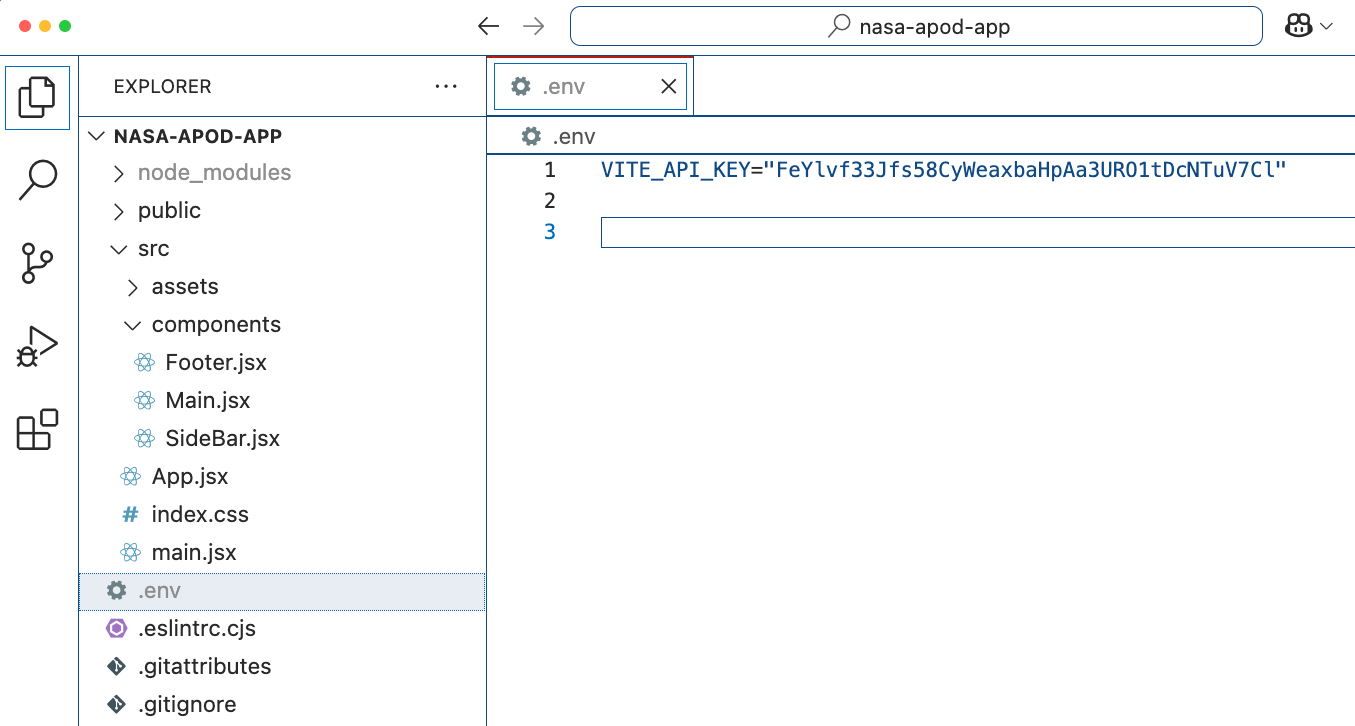 nasa-apod-app
EXPLORER
.env
NASA-APOD-APP
node_modules
public
src
assets
components
Footer.jsx
Main.jsx
SideBar.jsx
App.jsx
index.css
main.jsx
.env
.eslintrc.cjs
.gitattributes
.gitignore
.env
1 VITE_API_KEY="FeYlvf33Jfs58CyWeaxbaHpAa3URO1tDcNTuV7Cl"
2
3